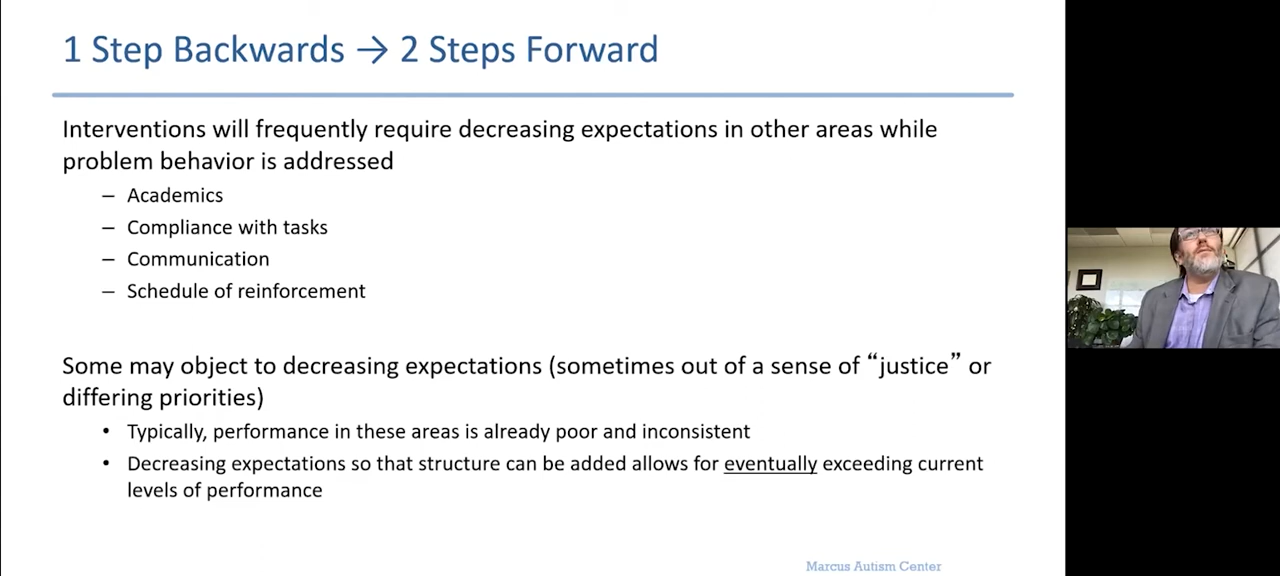 1 Step Backwards → 2 Steps Forward
Interventions will frequently require decreasing expectations in other areas while
problem behavior is addressed
– Academics
– Compliance with tasks
– Communication
– Schedule of reinforcement
Some may object to decreasing expectations (sometimes out of a sense of “justice” or
differing priorities)
• Typically, performance in these areas is already poor and inconsistent
• Decreasing expectations so that structure can be added allows for eventually exceeding current
levels of performance
Marcus Autism Center